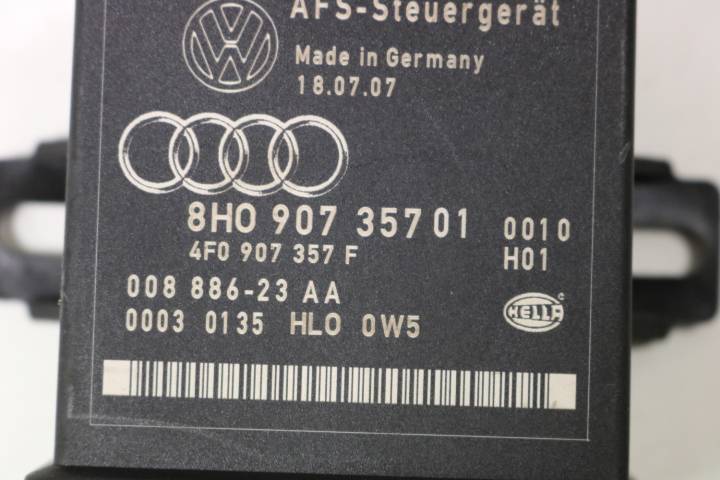 AFS-Steuergerät
Made in Germany
18.07.07
8H0 907 357 01 0010
4F0 907 357 F H01
008 886-23 AA
0003 0135 HLO 0W5
HELLA